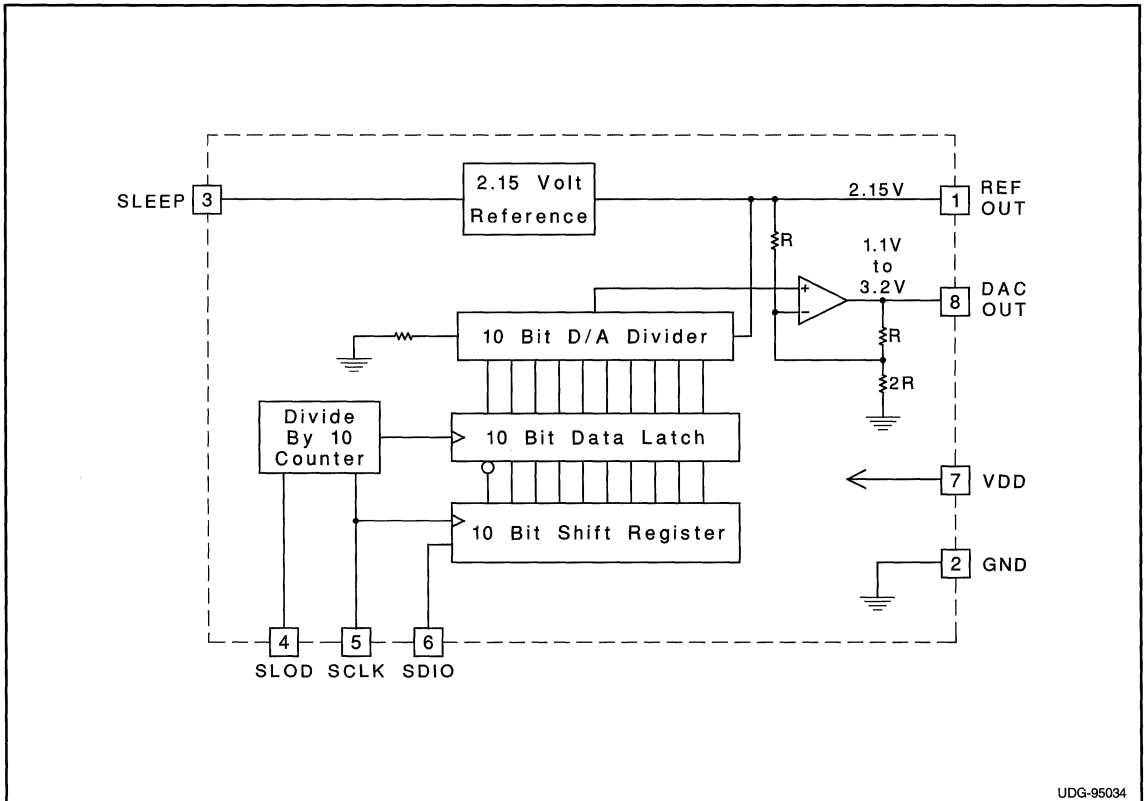 SLEEP
3
2.15 Volt
Reference
2.15V
1
REF
OUT
R
1.1V
to
3.2V
+
−
8
DAC
OUT
R
2R
10 Bit D/A Divider
Divide
By 10
Counter
10 Bit Data Latch
10 Bit Shift Register
7
VDD
2
GND
4
5
6
SLOD
SCLK
SDIO
UDG-95034